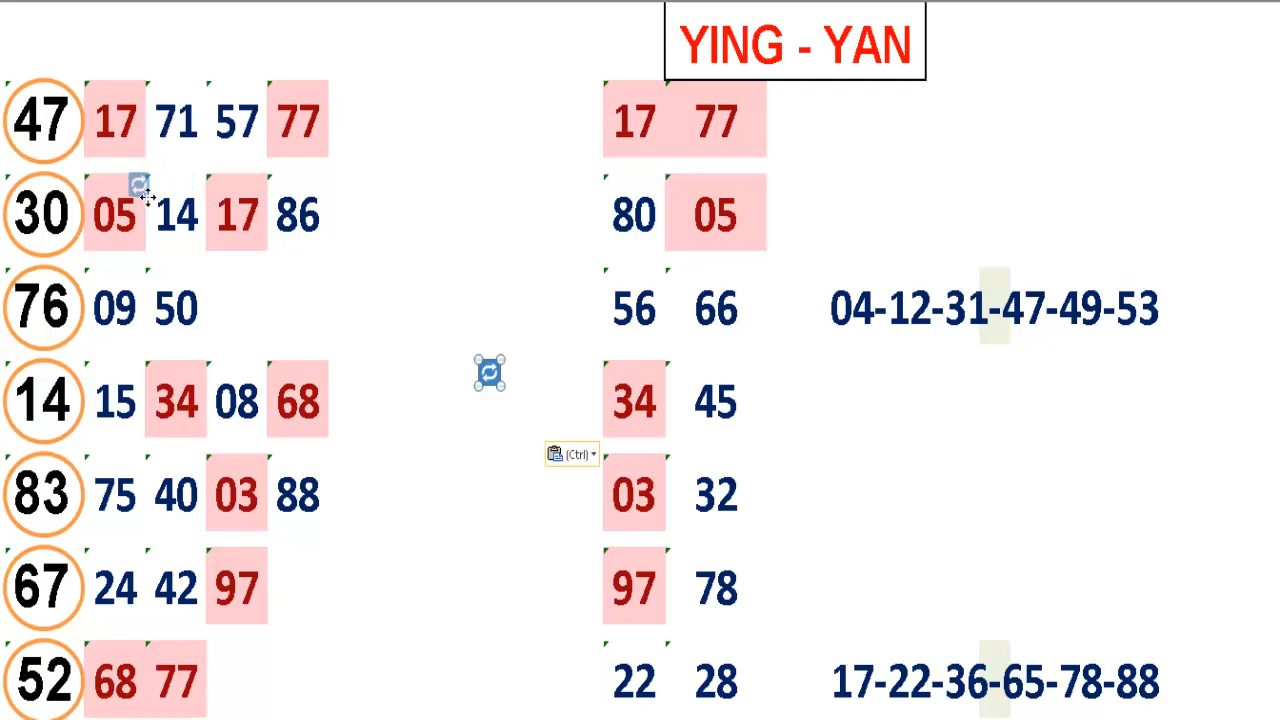 YING - YAN
47 17 71 57 77 17 77
30 05 14 17 86 80 05
76 09 50 56 66 04-12-31-47-49-53
14 15 34 08 68 34 45
(Ctrl)
83 75 40 03 88 03 32
67 24 42 97 97 78
52 68 77 22 28 17-22-36-65-78-88